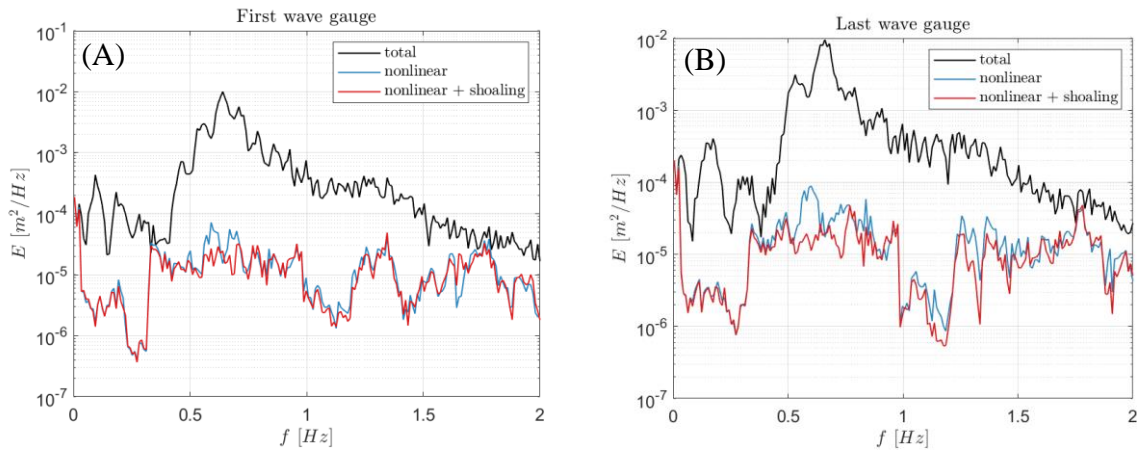 First wave gauge
(A)
total
nonlinear
nonlinear + shoaling
10^-1
10^-2
10^-3
10^-4
10^-5
10^-6
10^-7
E [m^2/Hz]
0 0.5 1 1.5 2
f [Hz]
Last wave gauge
(B)
total
nonlinear
nonlinear + shoaling
10^-2
10^-3
10^-4
10^-5
10^-6
10^-7
E [m^2/Hz]
0 0.5 1 1.5 2
f [Hz]